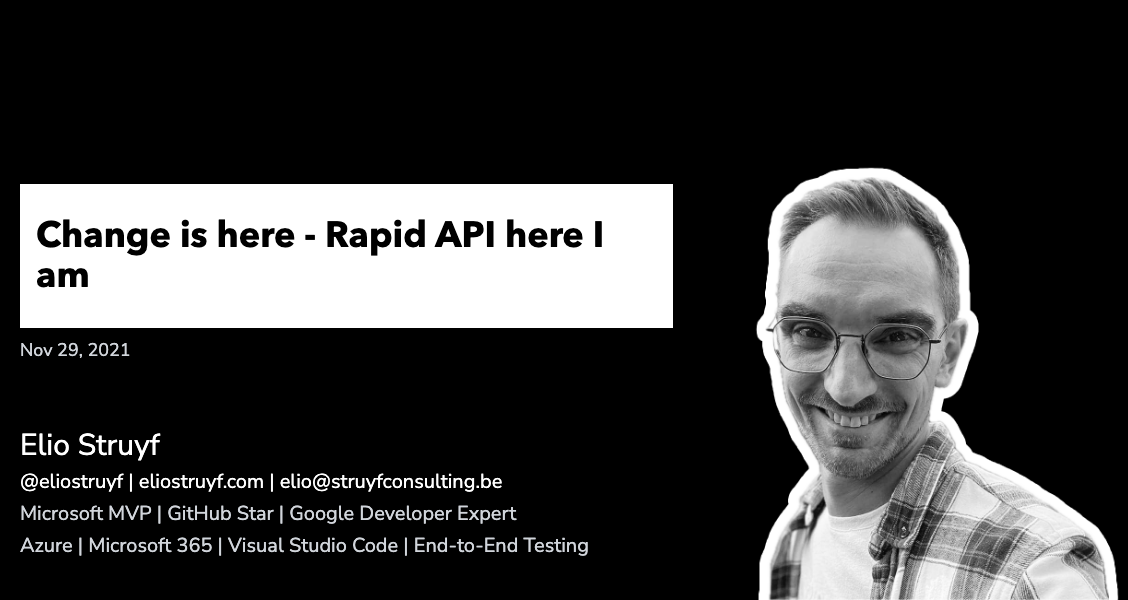 Change is here - Rapid API here I
am
Nov 29, 2021
Elio Struyf
@eliostruyf | eliostruyf.com | elio@struyfconsulting.be
Microsoft MVP | GitHub Star | Google Developer Expert
Azure | Microsoft 365 | Visual Studio Code | End-to-End Testing